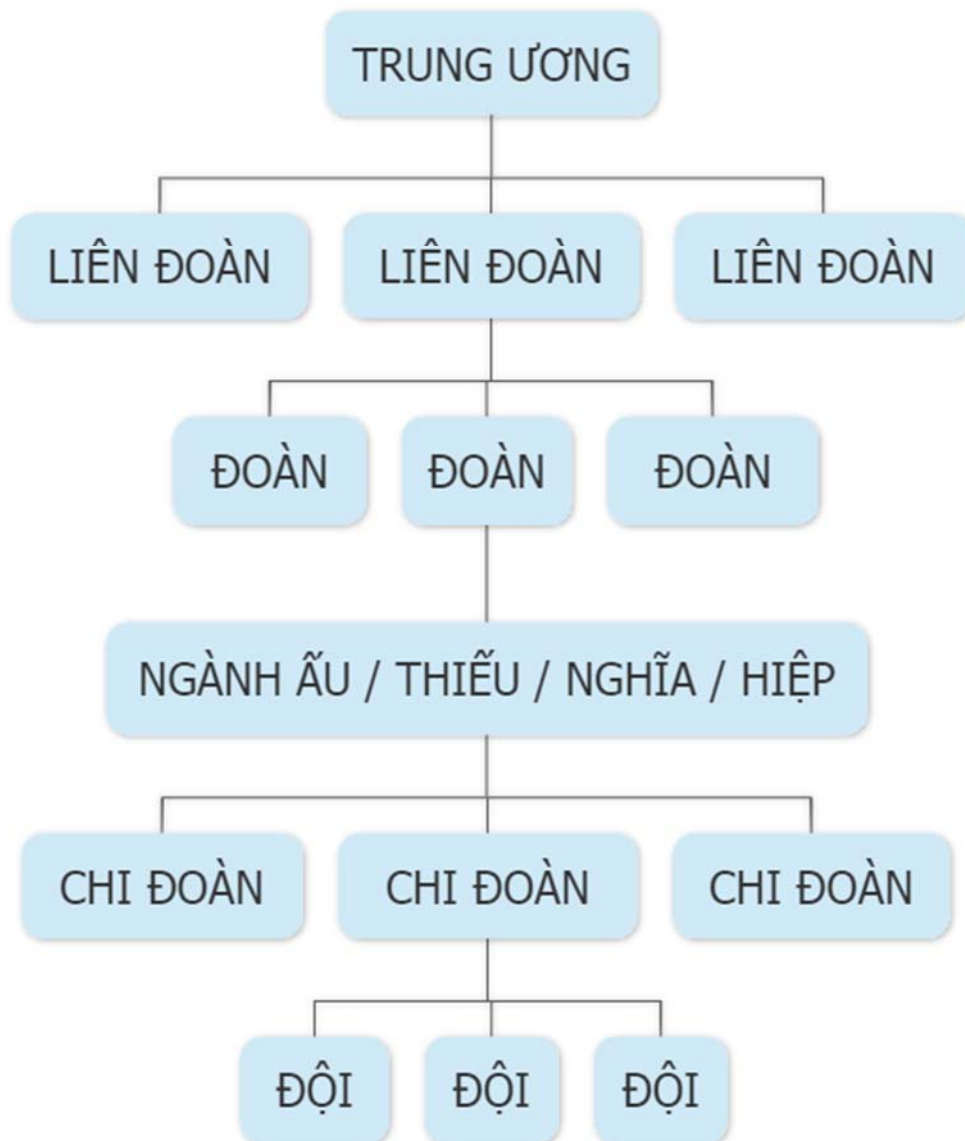 TRUNG ƯƠNG
LIÊN ĐOÀN LIÊN ĐOÀN LIÊN ĐOÀN
ĐOÀN ĐOÀN ĐOÀN
NGÀNH ẤU / THIẾU / NGHĨA / HIỆP
CHI ĐOÀN CHI ĐOÀN CHI ĐOÀN
ĐỘI ĐỘI ĐỘI